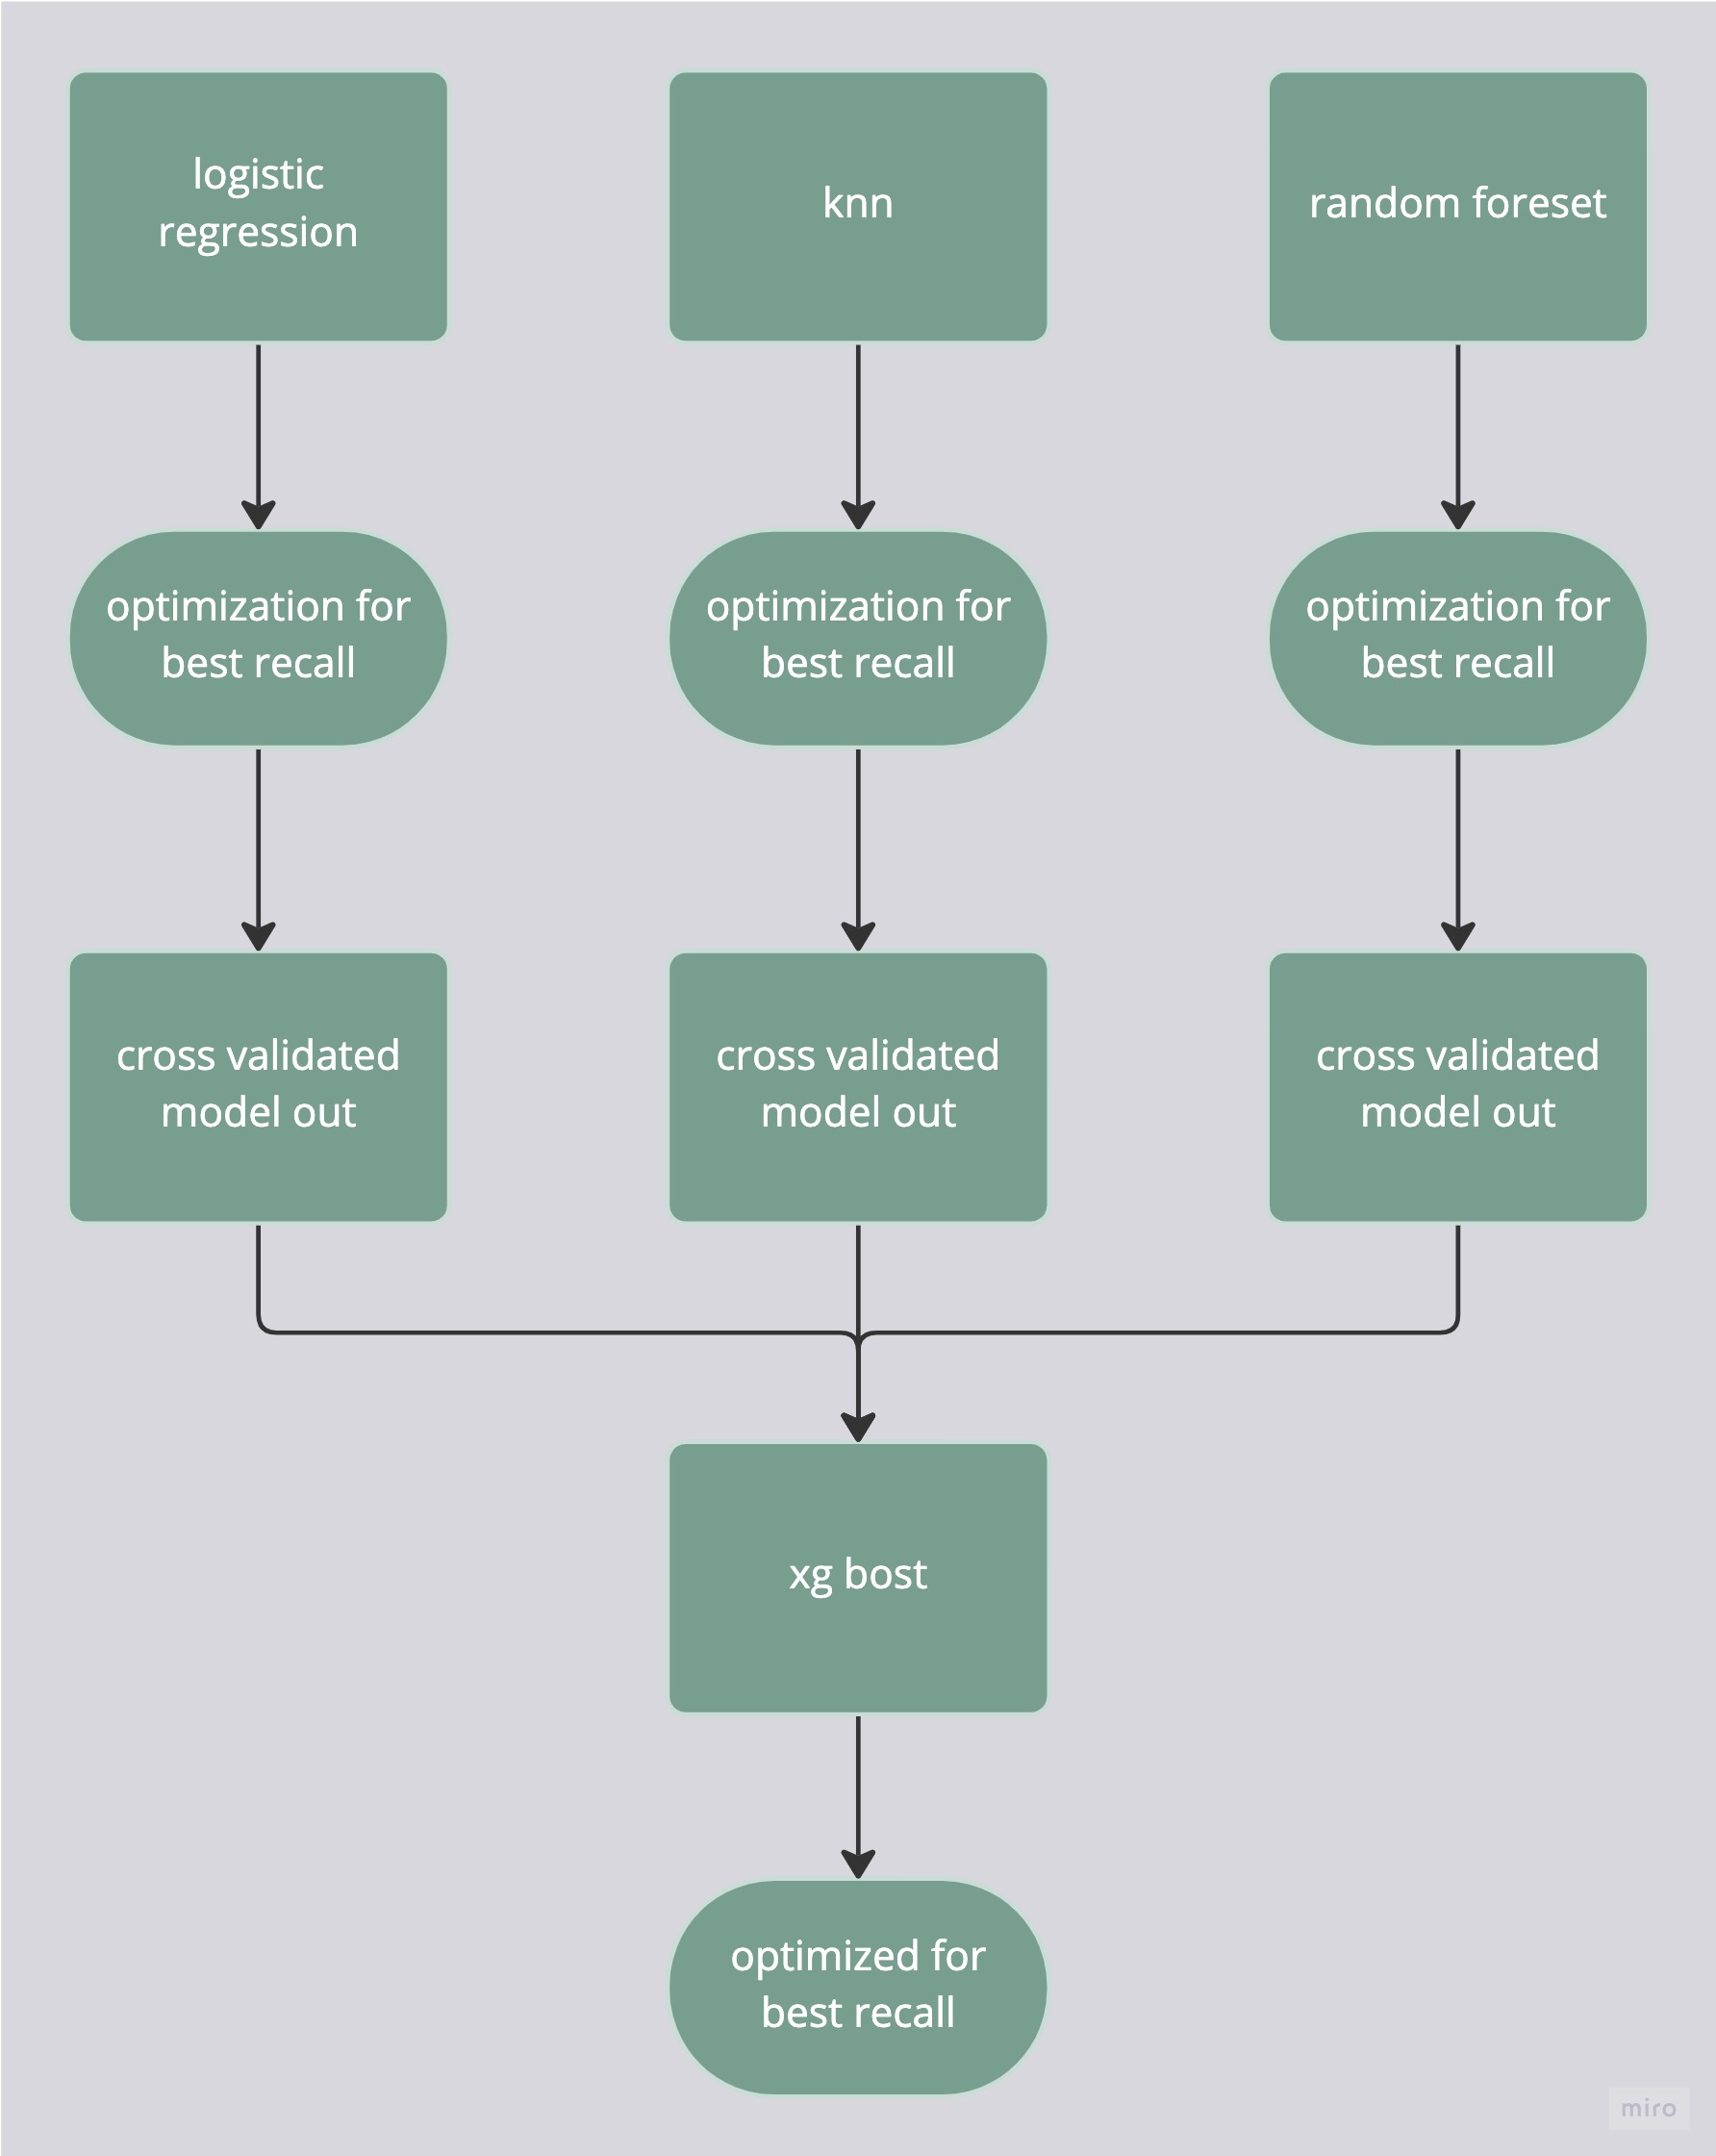 logistic
regression
knn
random foreset
optimization for
best recall
optimization for
best recall
optimization for
best recall
cross validated
model out
cross validated
model out
cross validated
model out
xg bost
optimized for
best recall
miro